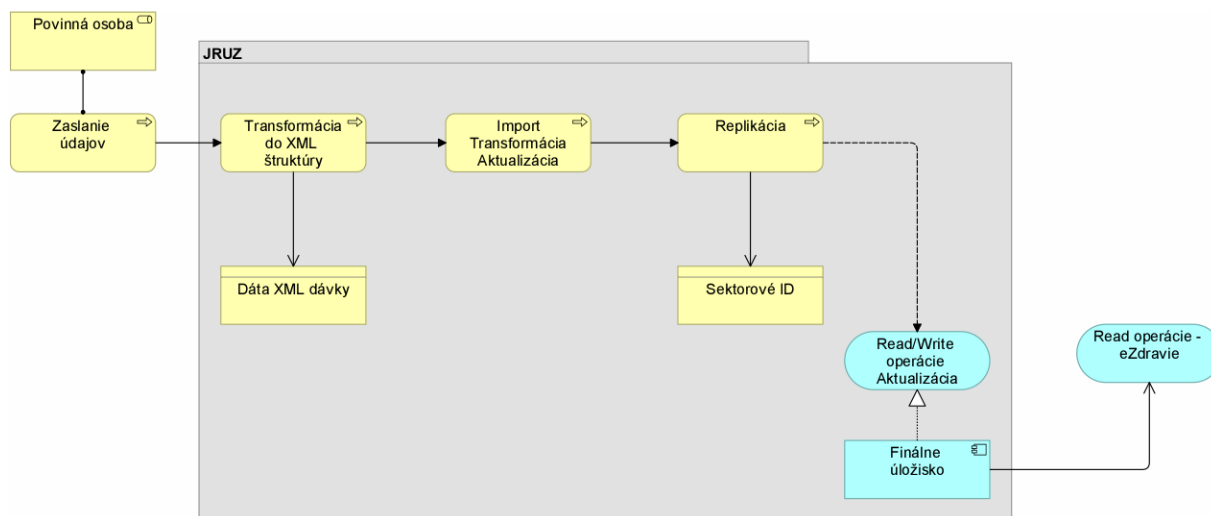 Povinná osoba
JRUZ
Zaslanie
údajov
Transformácia
do XML
štruktúry
Import
Transformácia
Aktualizácia
Replikácia
Dáta XML dávky
Sektorové ID
Read/Write
operácie
Aktualizácia
Read operácie -
eZdravie
Finálne
úložisko